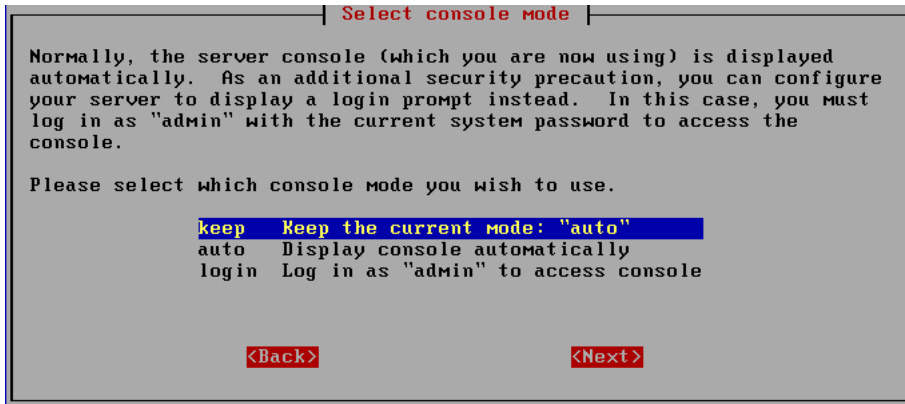 Select console mode
Normally, the server console (which you are now using) is displayed
automatically.  As an additional security precaution, you can configure
your server to display a login prompt instead.  In this case, you must
log in as "admin" with the current system password to access the
console.
Please select which console mode you wish to use.
keep   Keep the current mode: "auto"
auto   Display console automatically
login  Log in as "admin" to access console
<Back> <Next>